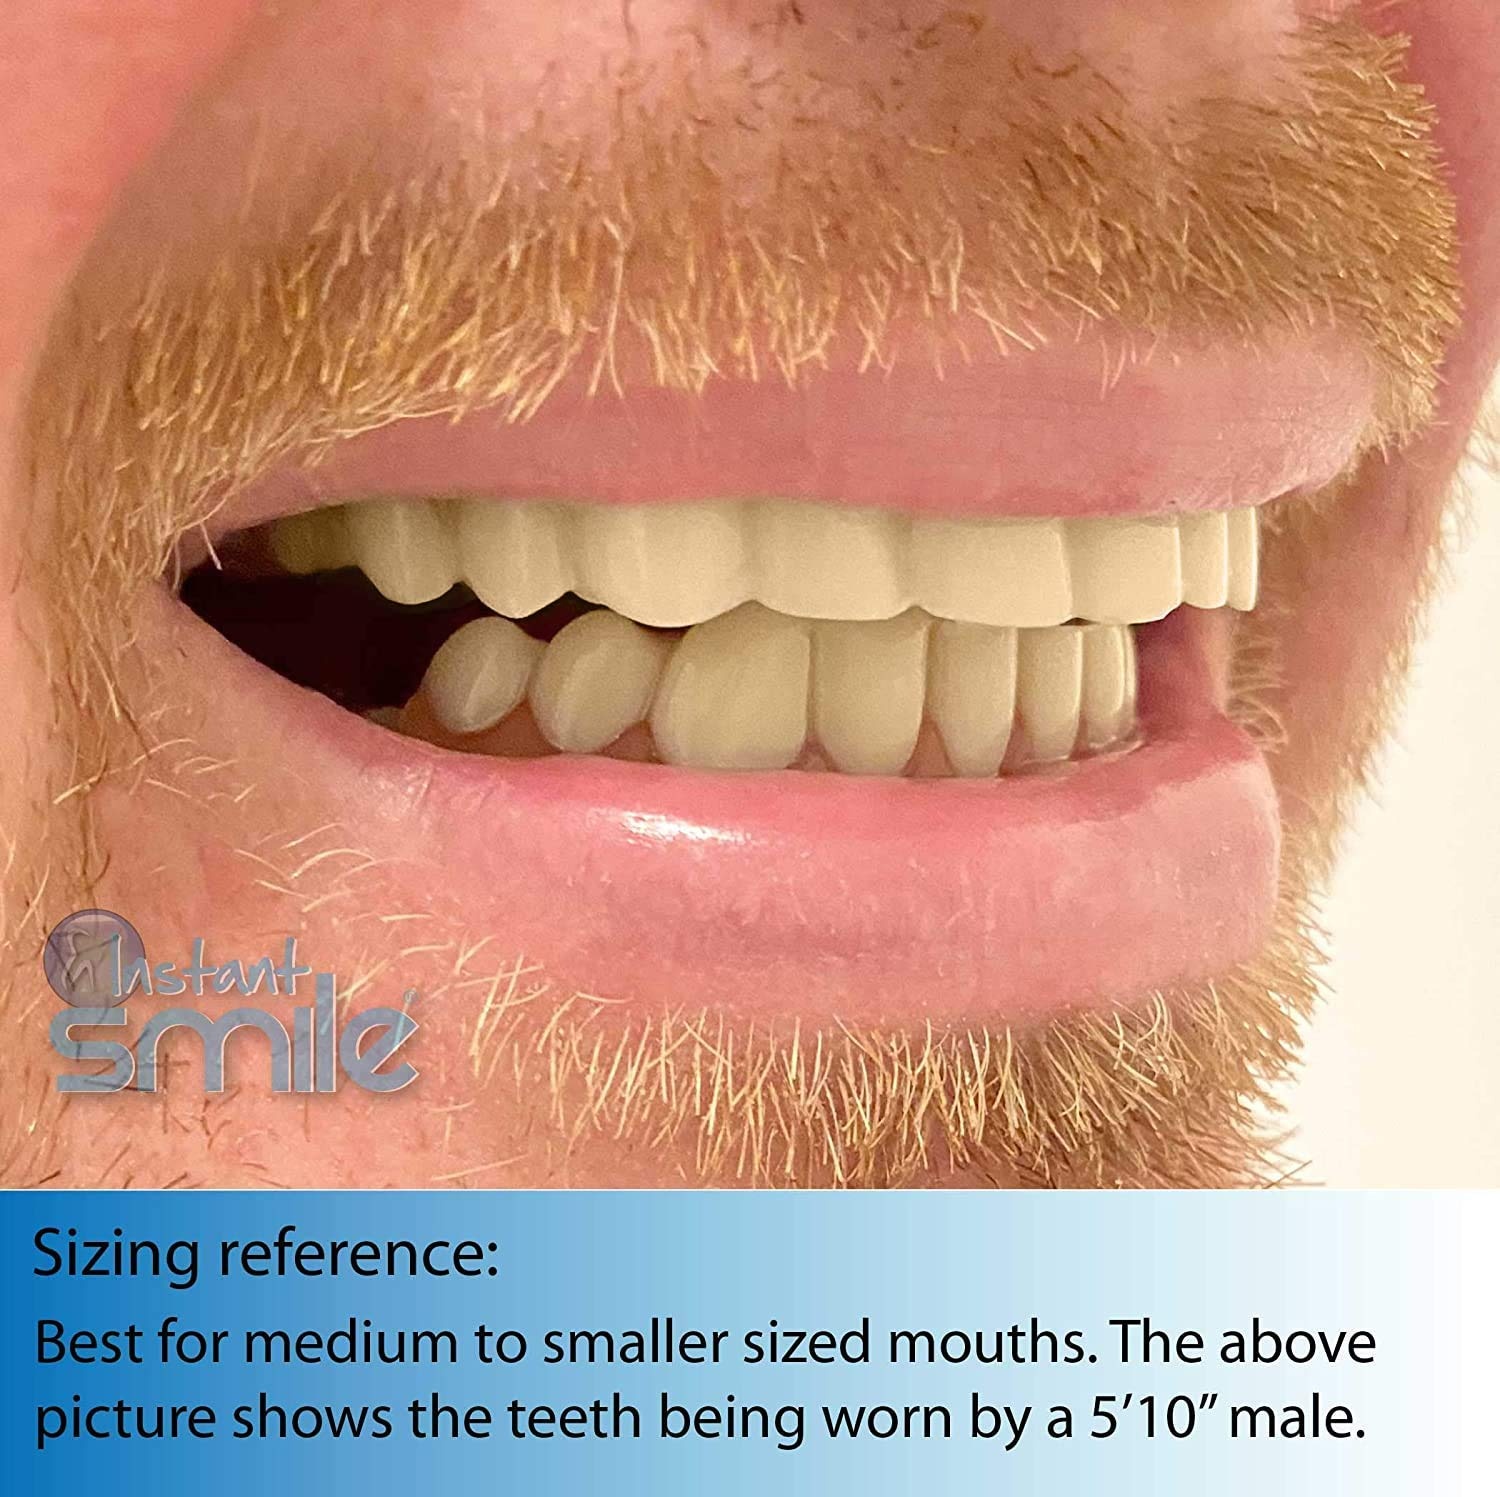 Instant
smile
Sizing reference:
Best for medium to smaller sized mouths. The above
picture shows the teeth being worn by a 5’10” male.